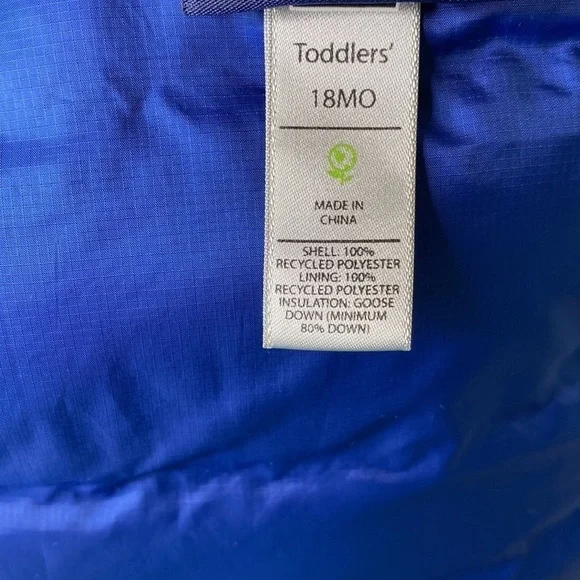 Toddlers'
18MO
MADE IN
CHINA
SHELL: 100%
RECYCLED POLYESTER
LINING: 100%
RECYCLED POLYESTER
INSULATION: GOOSE
DOWN (MINIMUM
80% DOWN)